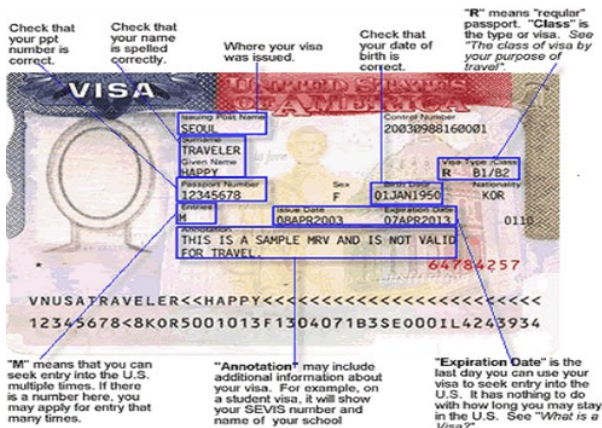 Check that
your ppt
number is
correct.
Check that
your name
is spelled
correctly.
Where your visa
was issued.
Check that
your date of
birth is
correct.
"R" means "regular"
passport. "Class" is
the type or visa. See
"The class of visa by
your purpose of
travel".
VISA
UNITED STATES
OF AMERICA
Issuing Post Name
SEOUL
Control Number
20030988160001
Surname
TRAVELER
Given Name
HAPPY
Visa Type /Class
R B1/B2
Passport Number
12345678
Sex
F
Birth Date
01JAN1950
Nationality
KOR
Entries
M
Issue Date
08APR2003
Expiration Date
07APR2013
0110
Annotation
THIS IS A SAMPLE MRV AND IS NOT VALID
FOR TRAVEL.
*
64784257
VNUSATRAVELER<<HAPPY<<<<<<<<<<<<<<<<<<<<<<<<
12345678<8KOR5001013F1304071B3SE000IL4243934
"M" means that you can
seek entry into the U.S.
multiple times. If there
is a number here, you
may apply for entry that
many times.
"Annotation" may include
additional information about
your visa. For example, on
a student visa, it will show
your SEVIS number and
name of your school
"Expiration Date" is the
last day you can use your
visa to seek entry into the
U.S. It has nothing to do
with how long you may stay
in the U.S. See "What is a
Visa?"